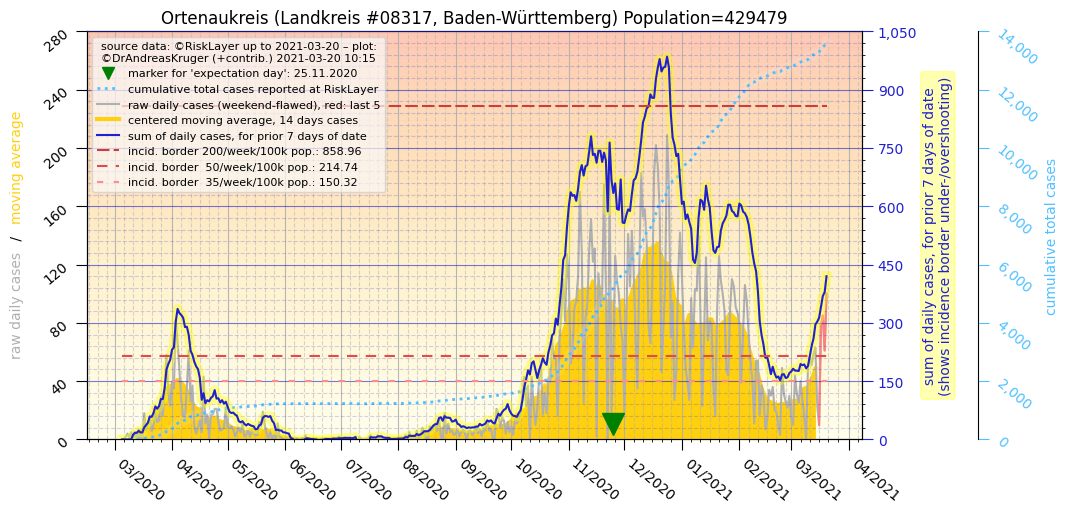 Ortenaukreis (Landkreis #08317, Baden-Württemberg) Population=429479
source data: ©RiskLayer up to 2021-03-20 – plot:
©DrAndreasKruger (+contrib.) 2021-03-20 10:15
marker for 'expectation day': 25.11.2020
cumulative total cases reported at RiskLayer
raw daily cases (weekend-flawed), red: last 5
centered moving average, 14 days cases
sum of daily cases, for prior 7 days of date
incid. border 200/week/100k pop.: 858.96
incid. border  50/week/100k pop.: 214.74
incid. border  35/week/100k pop.: 150.32
raw daily cases  /  moving average
280
240
200
160
120
80
40
0
1,050
900
750
600
450
300
150
0
sum of daily cases, for prior 7 days of date
(shows incidence border under-/overshooting)
14,000
12,000
10,000
8,000
6,000
4,000
2,000
0
cumulative total cases
03/2020
04/2020
05/2020
06/2020
07/2020
08/2020
09/2020
10/2020
11/2020
12/2020
01/2021
02/2021
03/2021
04/2021